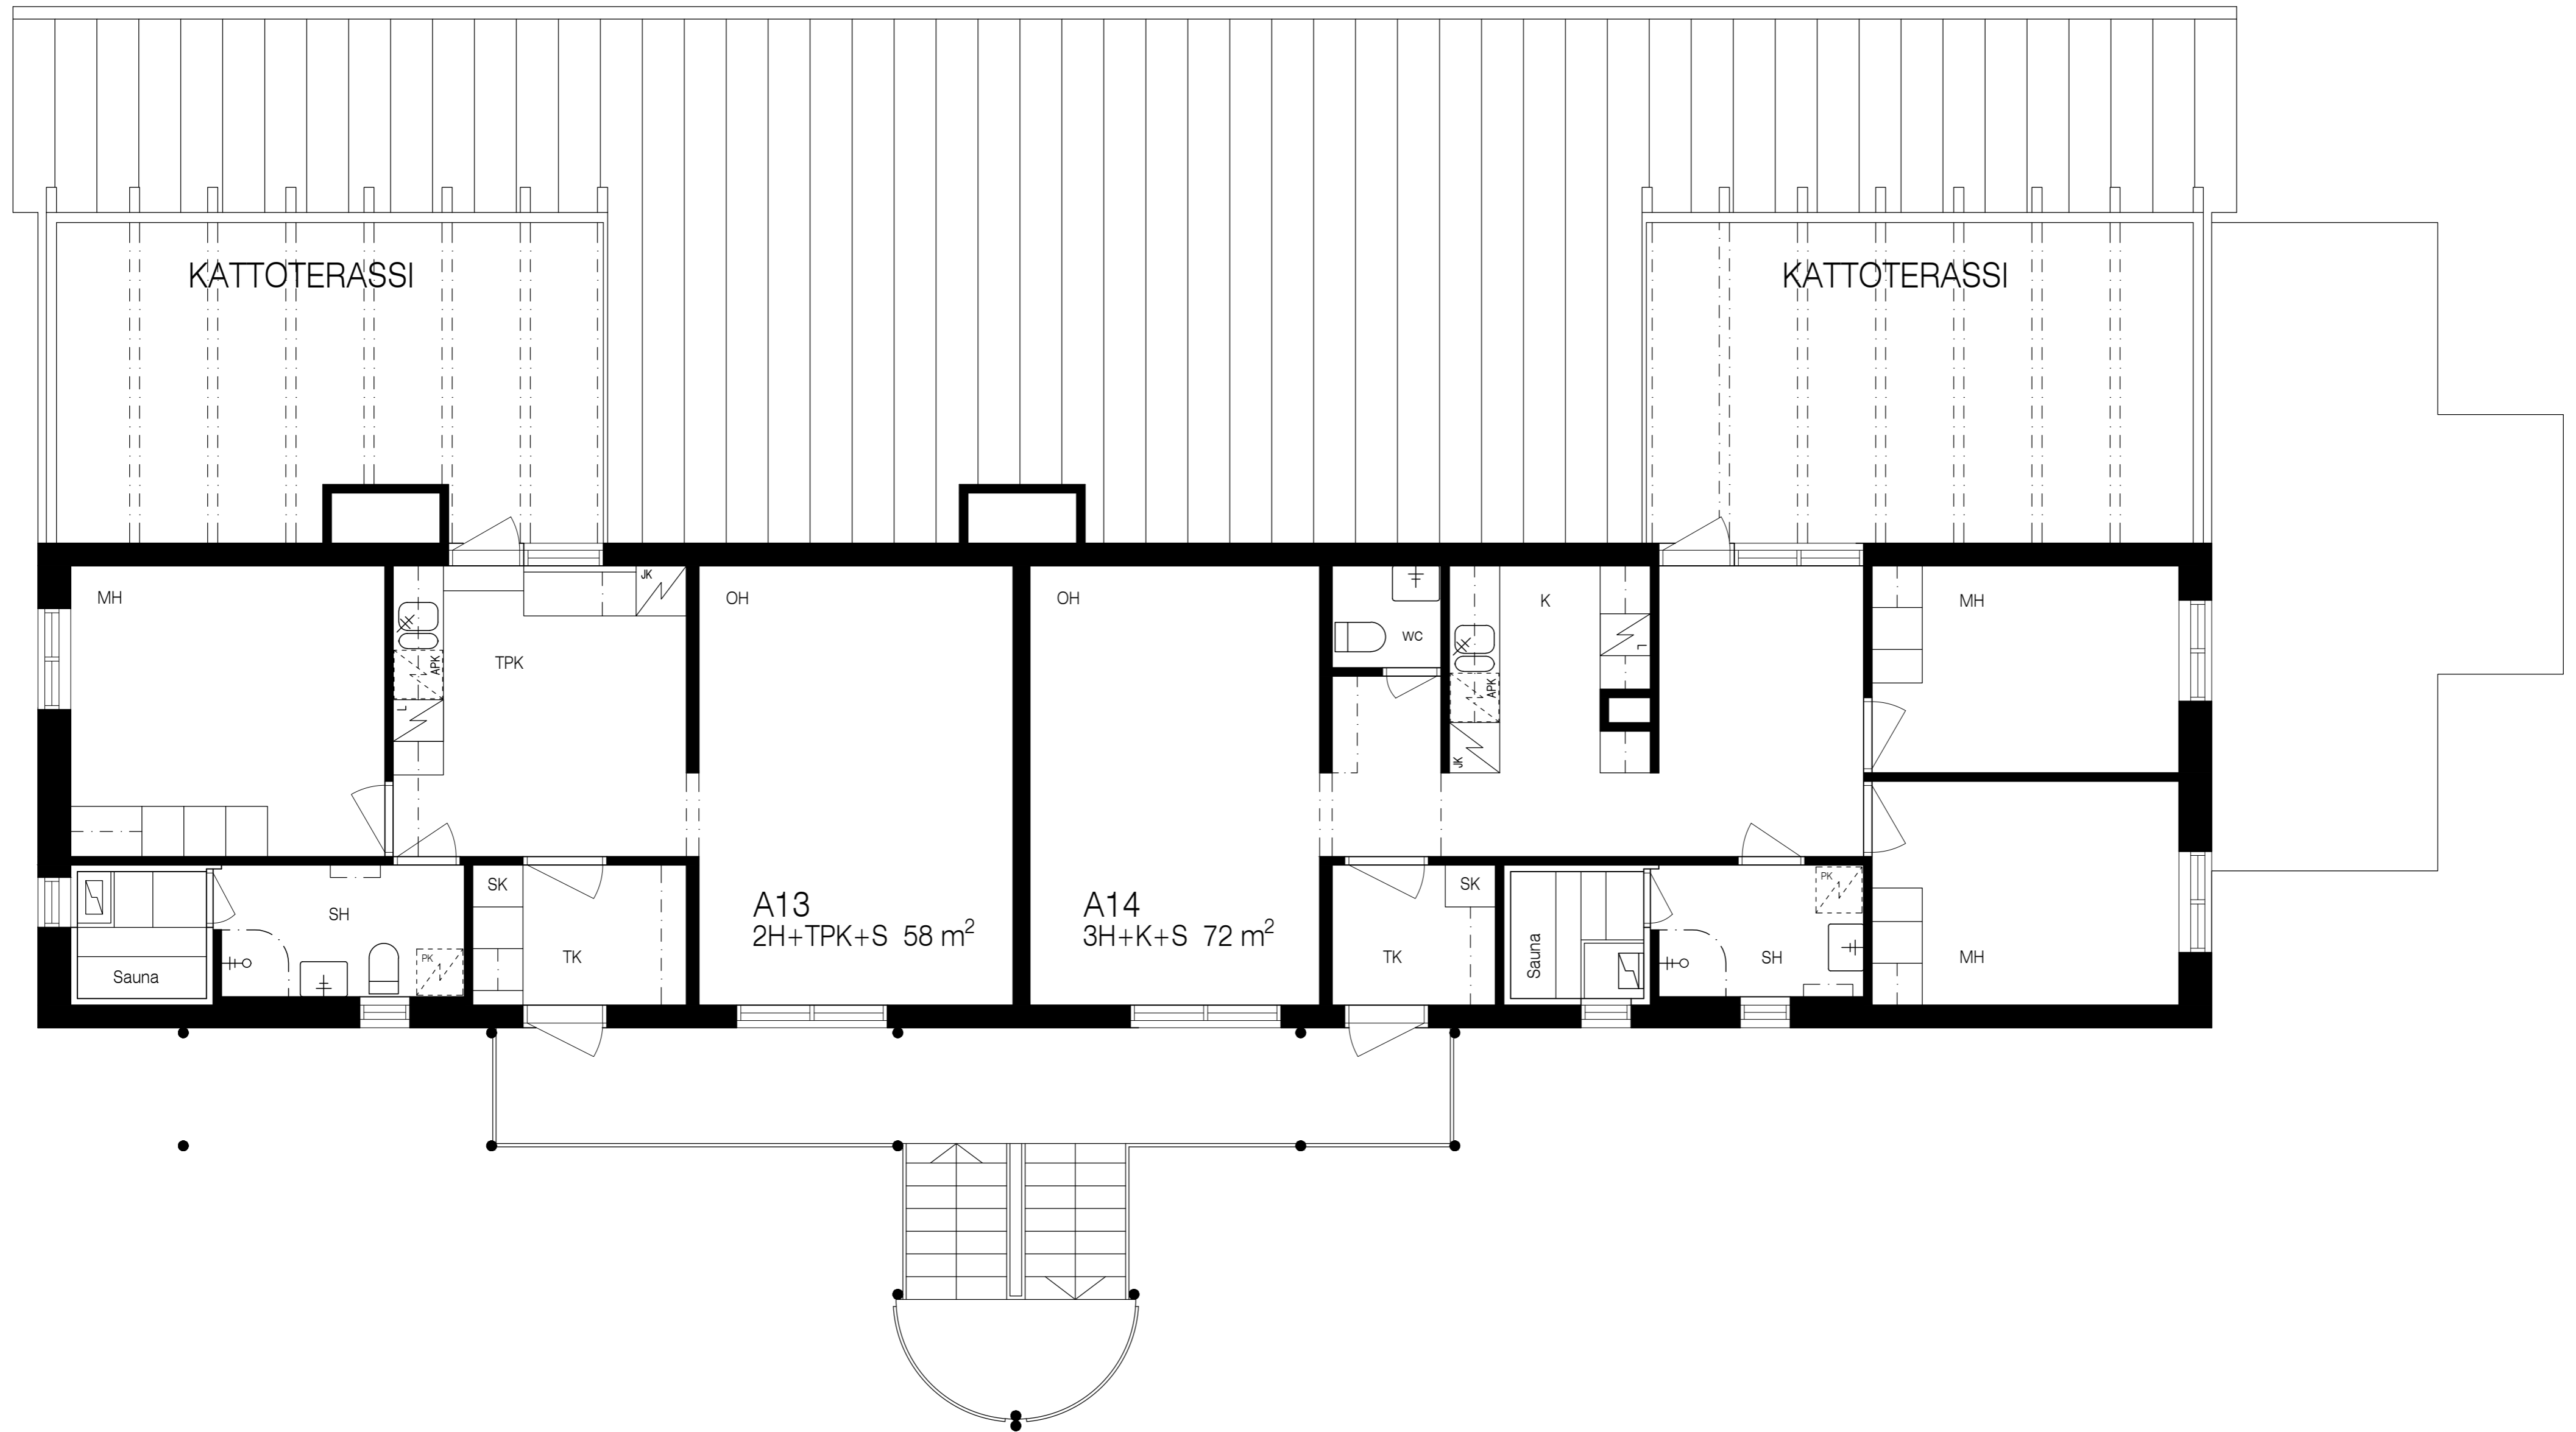 KATTOTERASSI
KATTOTERASSI
MH
TPK
JK
APK
L
OH
OH
WC
K
L
APK
JK
MH
SK
SH
PK
Sauna
TK
A13
2H+TPK+S 58 m²
A14
3H+K+S 72 m²
SK
TK
Sauna
SH
PK
MH